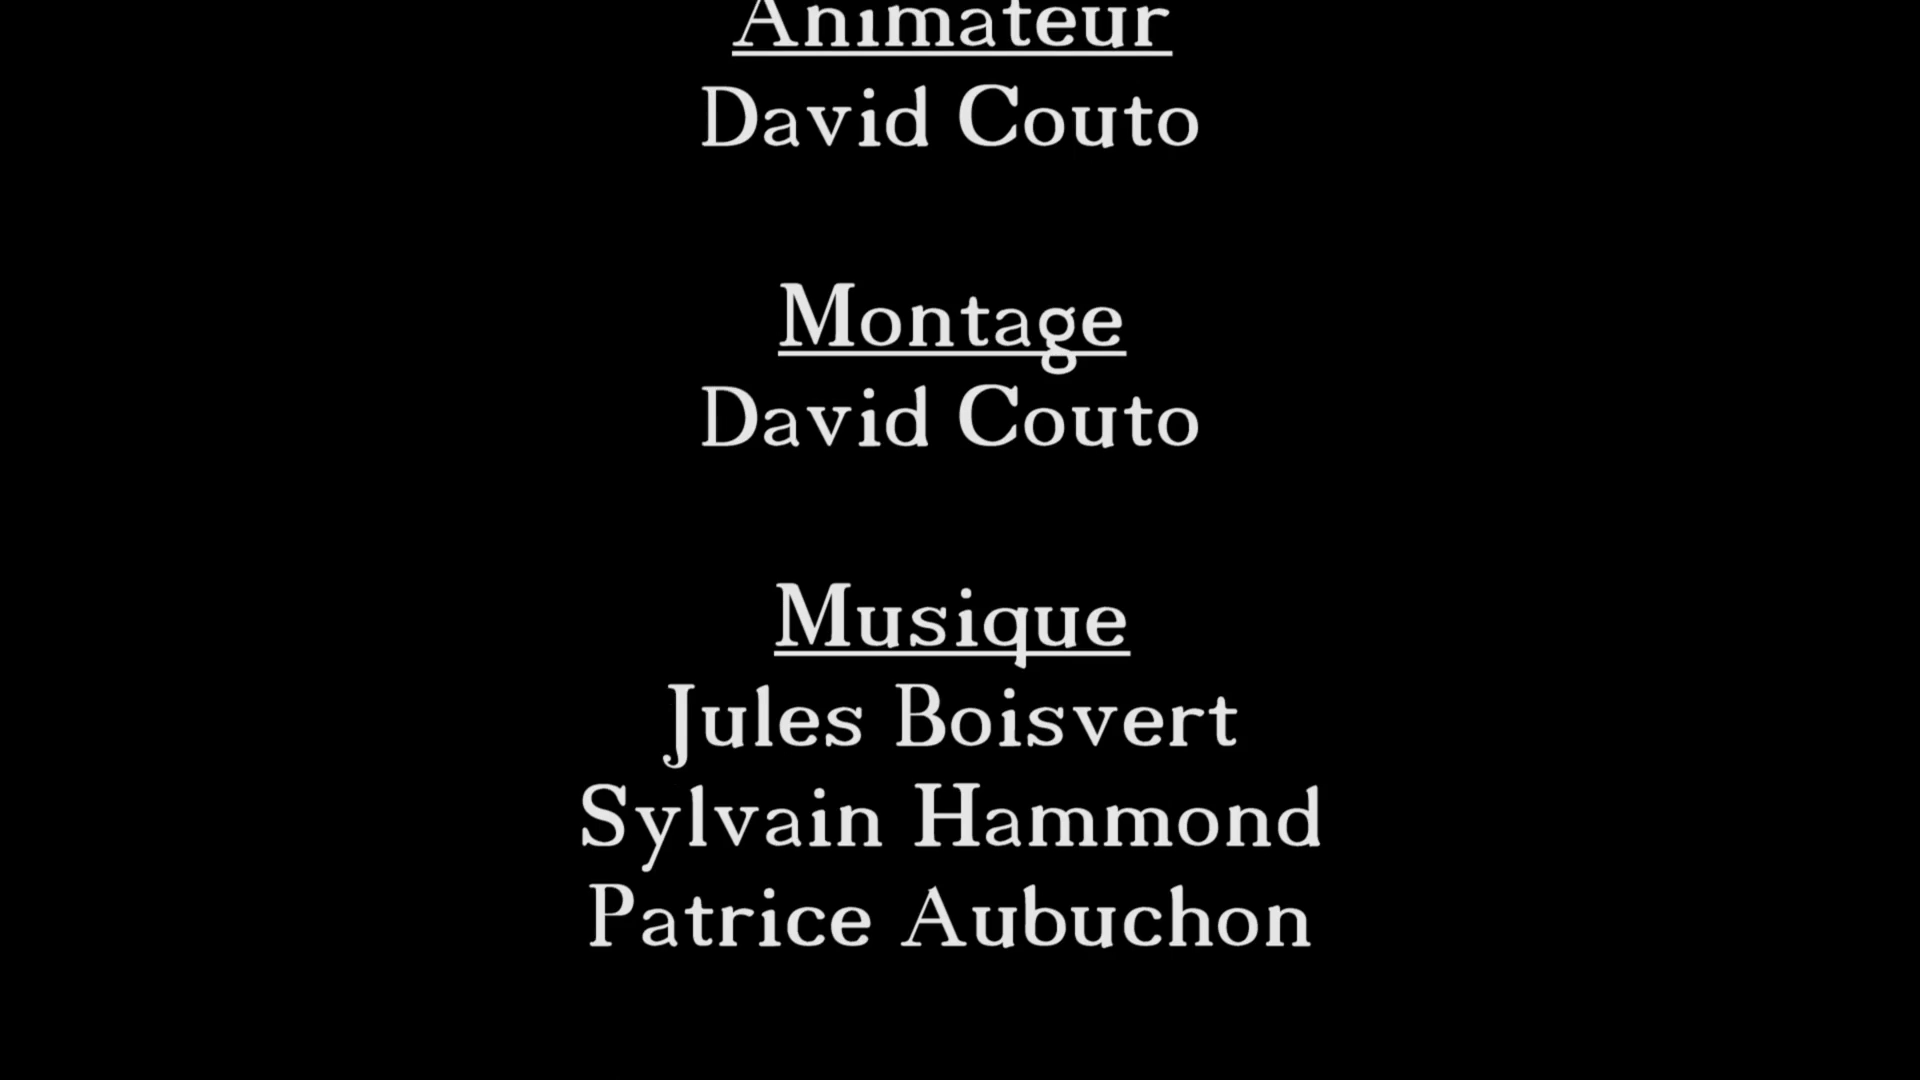 Animateur
David Couto
Montage
David Couto
Musique
Jules Boisvert
Sylvain Hammond
Patrice Aubuchon